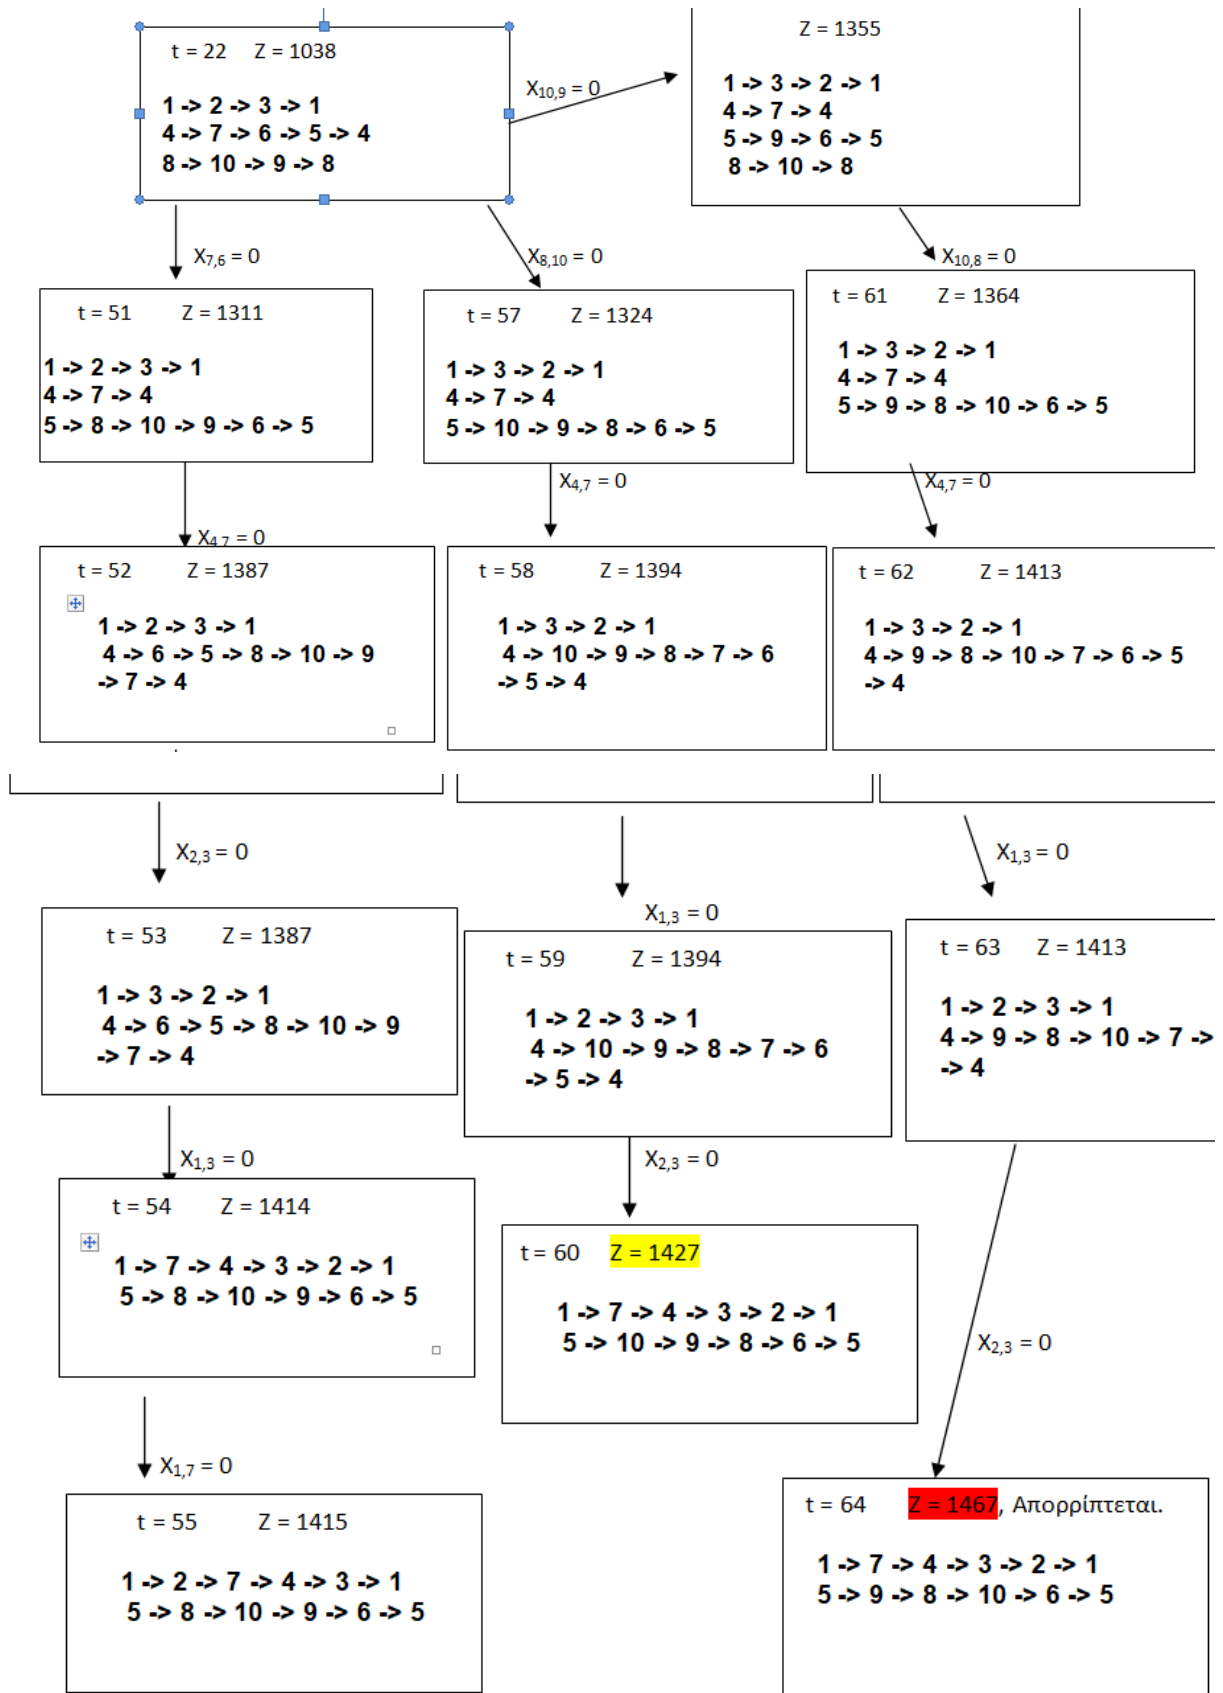 t = 22 Z = 1038
1 -> 2 -> 3 -> 1
4 -> 7 -> 6 -> 5 -> 4
8 -> 10 -> 9 -> 8
X10,9 = 0
Z = 1355
1 -> 3 -> 2 -> 1
4 -> 7 -> 4
5 -> 9 -> 6 -> 5
8 -> 10 -> 8
X7,6 = 0
X8,10 = 0
X10,8 = 0
t = 51 Z = 1311
1 -> 2 -> 3 -> 1
4 -> 7 -> 4
5 -> 8 -> 10 -> 9 -> 6 -> 5
t = 57 Z = 1324
1 -> 3 -> 2 -> 1
4 -> 7 -> 4
5 -> 10 -> 9 -> 8 -> 6 -> 5
t = 61 Z = 1364
1 -> 3 -> 2 -> 1
4 -> 7 -> 4
5 -> 9 -> 8 -> 10 -> 6 -> 5
X4,7 = 0
X4,7 = 0
X4,7 = 0
t = 52 Z = 1387
1 -> 2 -> 3 -> 1
4 -> 6 -> 5 -> 8 -> 10 -> 9
-> 7 -> 4
t = 58 Z = 1394
1 -> 3 -> 2 -> 1
4 -> 10 -> 9 -> 8 -> 7 -> 6
-> 5 -> 4
t = 62 Z = 1413
1 -> 3 -> 2 -> 1
4 -> 9 -> 8 -> 10 -> 7 -> 6 -> 5
-> 4
X2,3 = 0
X1,3 = 0
X1,3 = 0
t = 53 Z = 1387
1 -> 3 -> 2 -> 1
4 -> 6 -> 5 -> 8 -> 10 -> 9
-> 7 -> 4
t = 59 Z = 1394
1 -> 2 -> 3 -> 1
4 -> 10 -> 9 -> 8 -> 7 -> 6
-> 5 -> 4
t = 63 Z = 1413
1 -> 2 -> 3 -> 1
4 -> 9 -> 8 -> 10 -> 7 ->
-> 4
X1,3 = 0
X2,3 = 0
X2,3 = 0
t = 54 Z = 1414
1 -> 7 -> 4 -> 3 -> 2 -> 1
5 -> 8 -> 10 -> 9 -> 6 -> 5
t = 60 Z = 1427
1 -> 7 -> 4 -> 3 -> 2 -> 1
5 -> 10 -> 9 -> 8 -> 6 -> 5
X1,7 = 0
t = 55 Z = 1415
1 -> 2 -> 7 -> 4 -> 3 -> 1
5 -> 8 -> 10 -> 9 -> 6 -> 5
t = 64 Z = 1467, Απορρίπτεται.
1 -> 7 -> 4 -> 3 -> 2 -> 1
5 -> 9 -> 8 -> 10 -> 6 -> 5